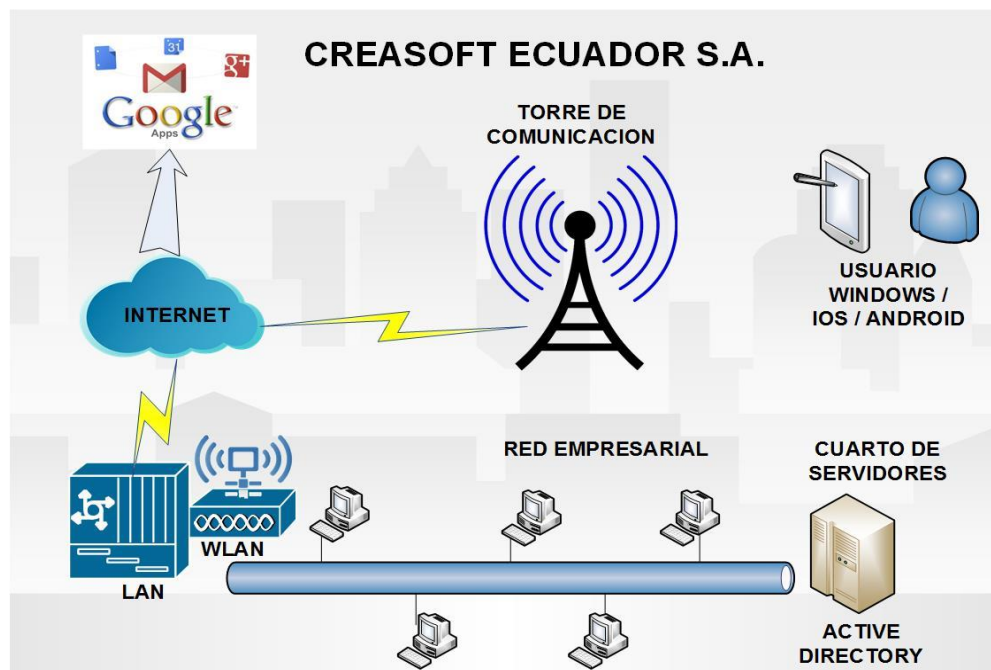 CREASOFT ECUADOR S.A.
31
g+
Google
Apps
TORRE DE
COMUNICACION
INTERNET
USUARIO
WINDOWS /
IOS / ANDROID
RED EMPRESARIAL
CUARTO DE
SERVIDORES
WLAN
LAN
ACTIVE
DIRECTORY